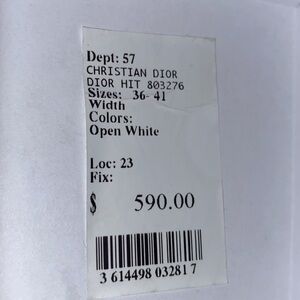 Dept: 57
CHRISTIAN DIOR
DIOR HIT 803276
Sizes: 36-41
Width
Colors:
Open White
Loc: 23
Fix:
$ 590.00
3 614498 03281 7